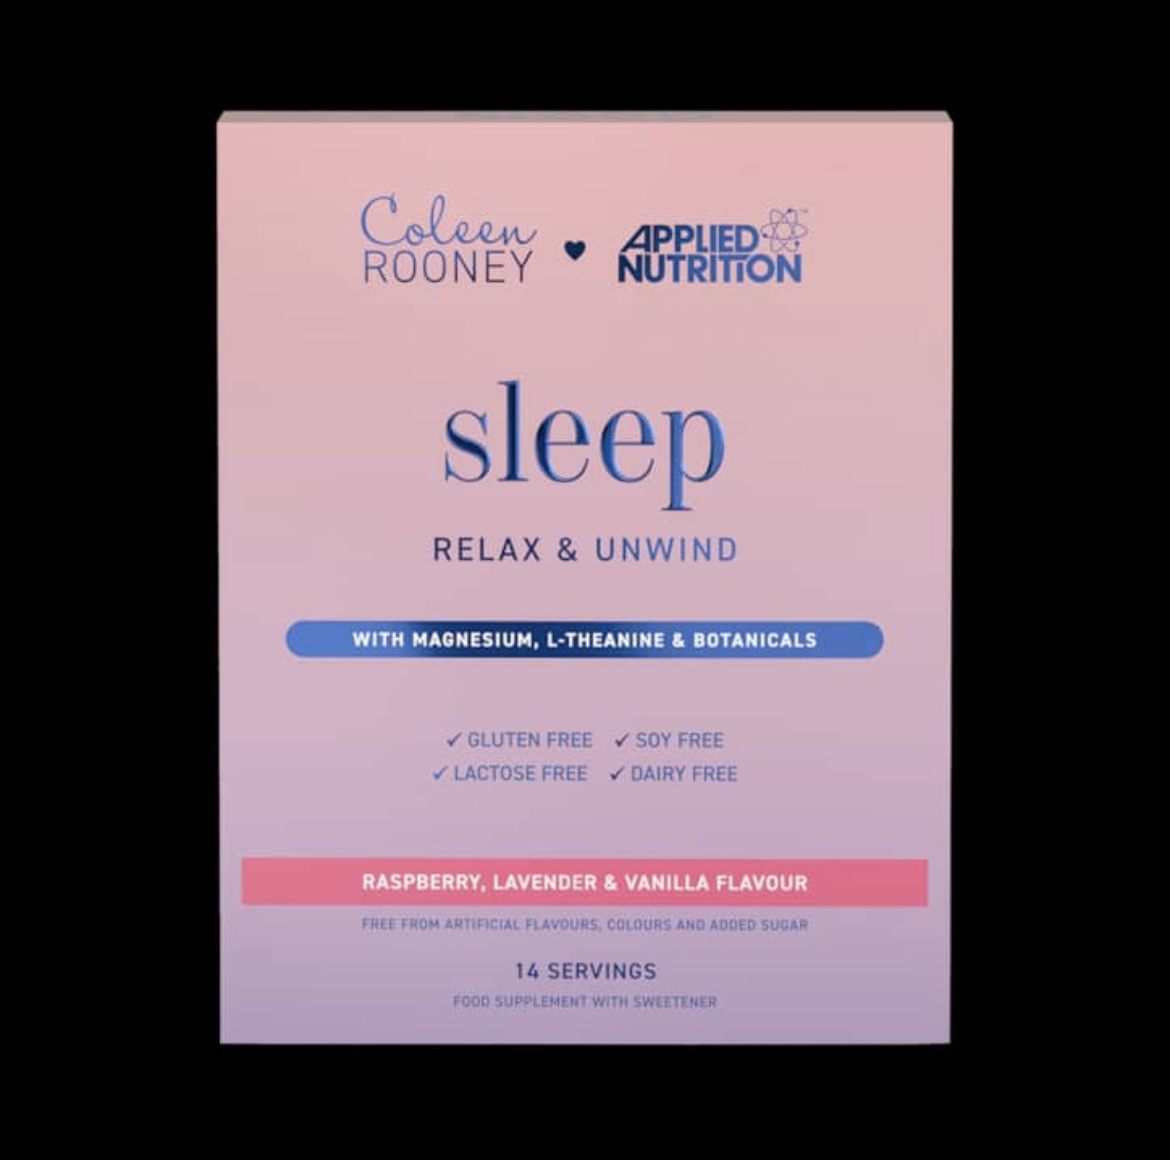 Coleen
ROONEY
APPLIED
NUTRITION
sleep
RELAX & UNWIND
WITH MAGNESIUM, L-THEANINE & BOTANICALS
✓ GLUTEN FREE ✓ SOY FREE
✓ LACTOSE FREE ✓ DAIRY FREE
RASPBERRY, LAVENDER & VANILLA FLAVOUR
FREE FROM ARTIFICIAL FLAVOURS, COLOURS AND ADDED SUGAR
14 SERVINGS
FOOD SUPPLEMENT WITH SWEETENER